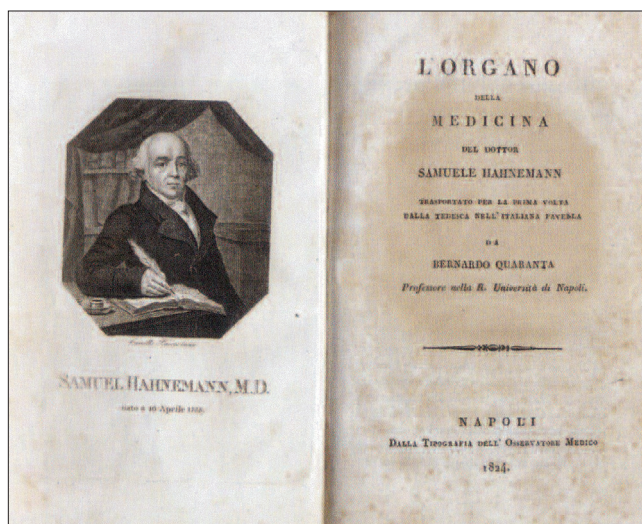 SAMUEL HAHNEMANN, M.D.
nato a 10 Aprile
L'ORGANO
DELLA
MEDICINA
DEL DOTTOR
SAMUELE HAHNEMANN
TRASPORTATO PER LA PRIMA VOLTA
DALLA TEDESCA NELL'ITALIANA FAVELLA
DA
BERNARDO QUARANTA
Professore nella R. Università di Napoli.
NAPOLI
DALLA TIPOGRAFIA DELL' OSSERVATORE MEDICO
1824.